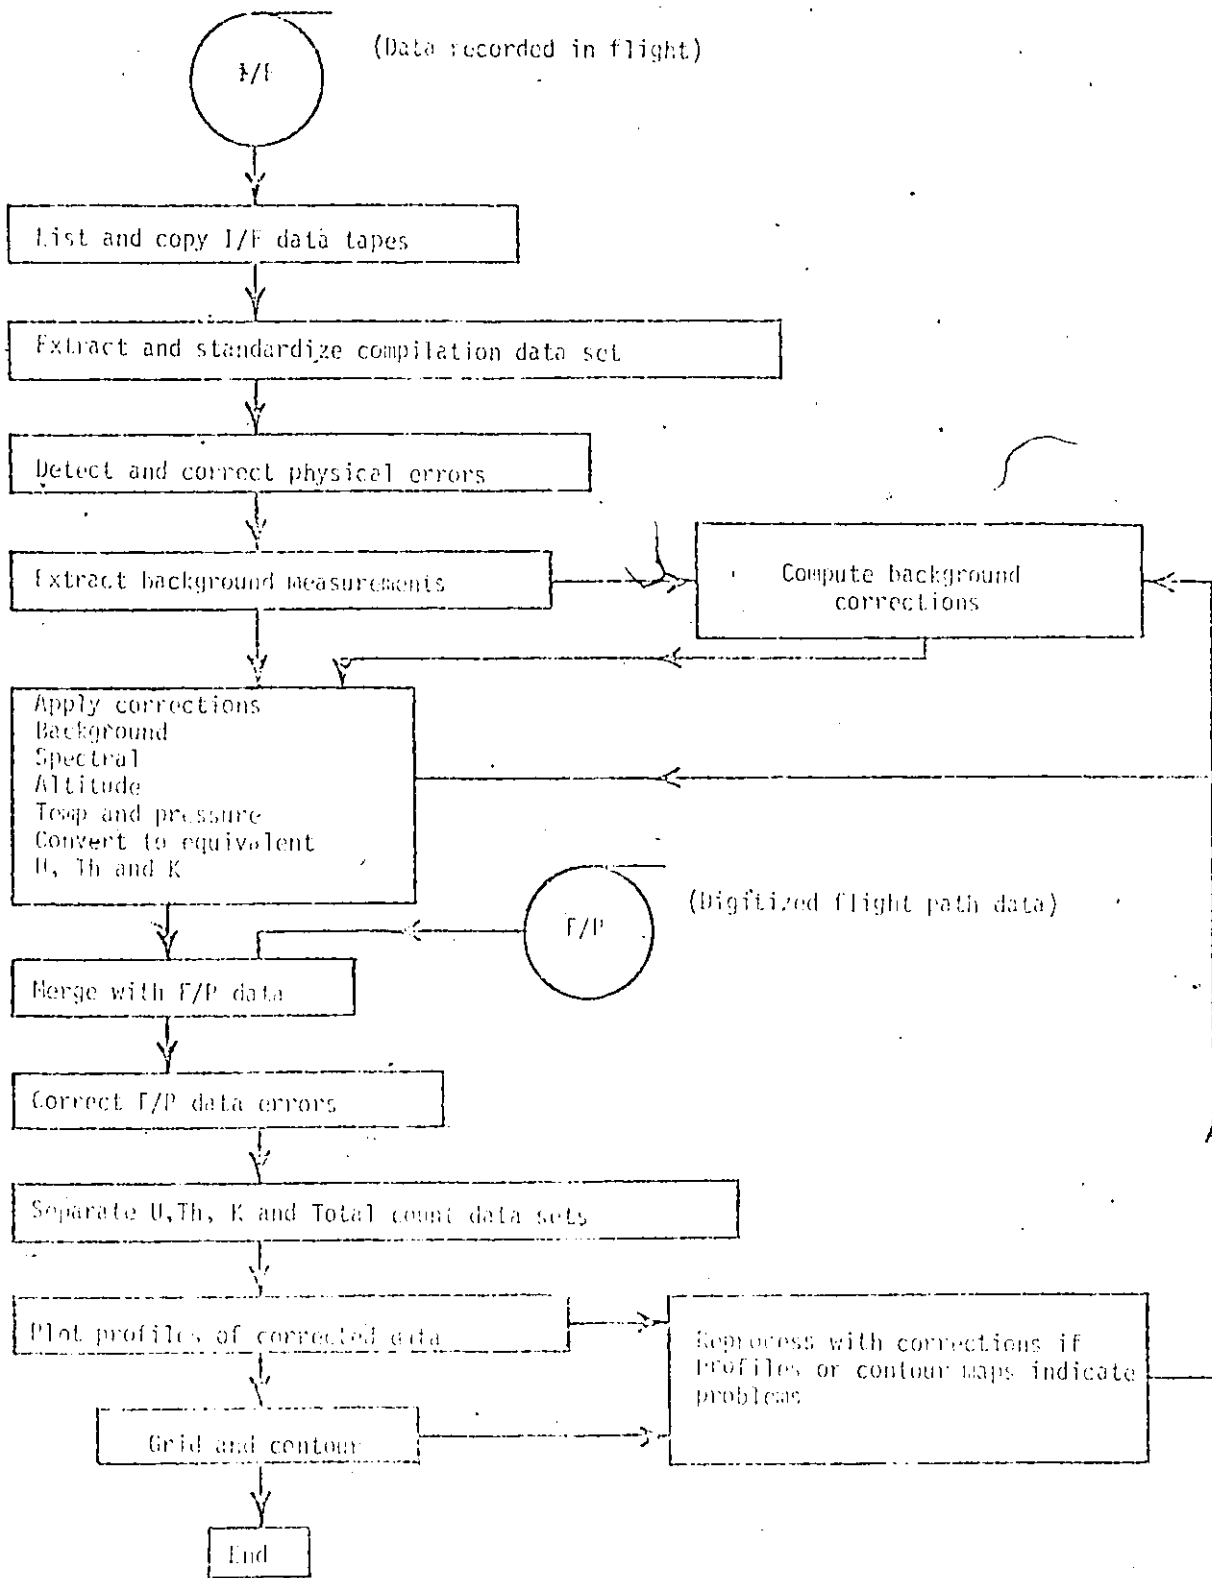 (Data recorded in flight)
I/F
List and copy I/F data tapes
Extract and standardize compilation data set
Detect and correct physical errors
Extract background measurements
Compute background
corrections
Apply corrections
Background
Spectral
Altitude
Temp and pressure
Convert to equivalent
U, Th and K
(Digitized flight path data)
F/P
Merge with F/P data
Correct F/P data errors
Separate U,Th, K and Total count data sets
Plot profiles of corrected data
Reprocess with corrections if
Profiles or contour maps indicate
problems
Grid and contour
End